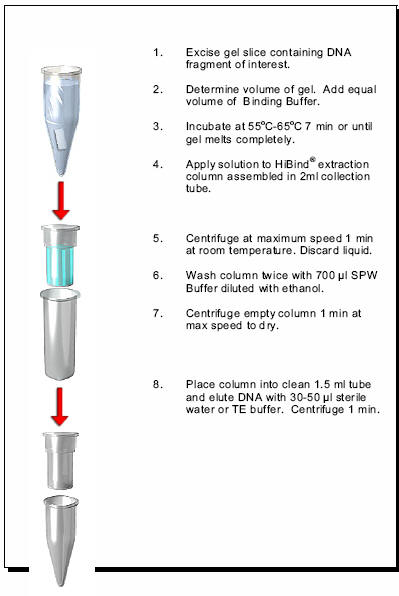 1. Excise gel slice containing DNA
fragment of interest.
2. Determine volume of gel. Add equal
volume of Binding Buffer.
3. Incubate at 55ºC-65ºC 7 min or until
gel melts completely.
4. Apply solution to HiBind® extraction
column assembled in 2ml collection
tube.
5. Centrifuge at maximum speed 1 min
at room temperature. Discard liquid.
6. Wash column twice with 700 µl SPW
Buffer diluted with ethanol.
7. Centrifuge empty column 1 min at
max speed to dry.
8. Place column into clean 1.5 ml tube
and elute DNA with 30-50 µl sterile
water or TE buffer. Centrifuge 1 min.